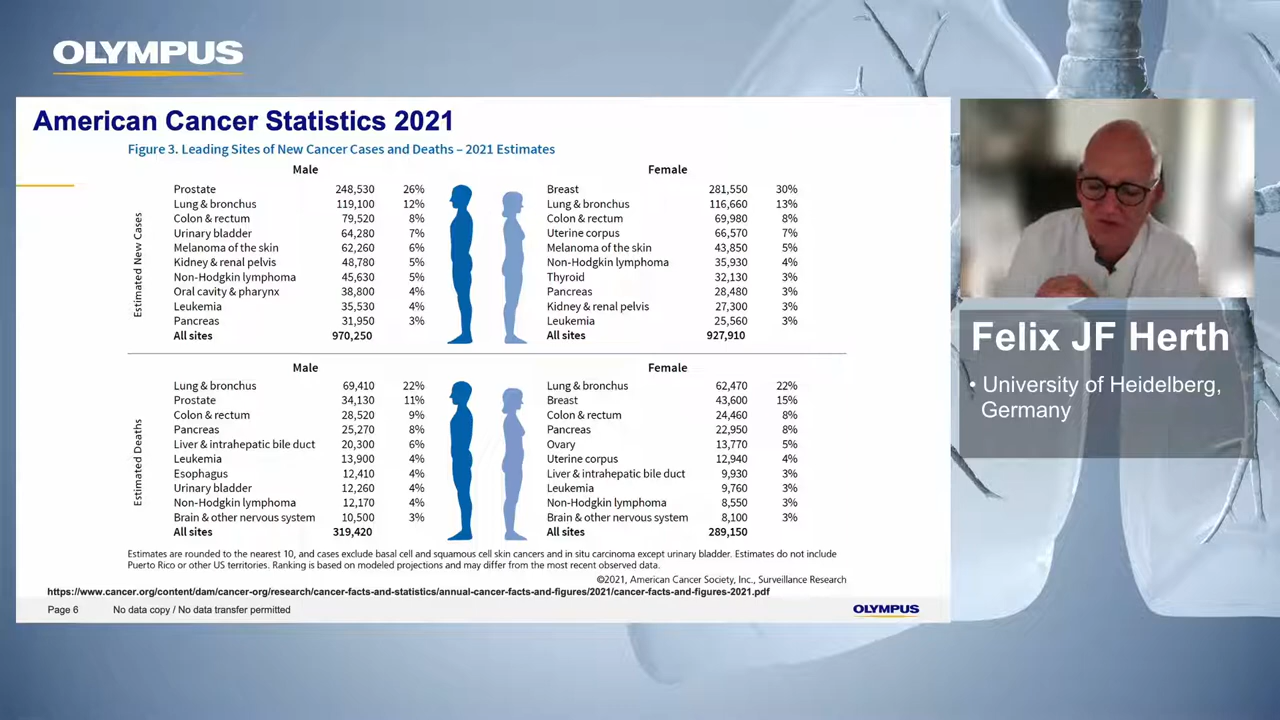 OLYMPUS
American Cancer Statistics 2021
Figure 3. Leading Sites of New Cancer Cases and Deaths – 2021 Estimates
Estimated New Cases
Male
Prostate 248,530 26%
Lung & bronchus 119,100 12%
Colon & rectum 79,520 8%
Urinary bladder 64,280 7%
Melanoma of the skin 62,260 6%
Kidney & renal pelvis 48,780 5%
Non-Hodgkin lymphoma 45,630 5%
Oral cavity & pharynx 38,800 4%
Leukemia 35,530 4%
Pancreas 31,950 3%
All sites 970,250
Female
Breast 281,550 30%
Lung & bronchus 116,660 13%
Colon & rectum 69,980 8%
Uterine corpus 66,570 7%
Melanoma of the skin 43,850 5%
Non-Hodgkin lymphoma 35,930 4%
Thyroid 32,130 3%
Pancreas 28,480 3%
Kidney & renal pelvis 27,300 3%
Leukemia 25,560 3%
All sites 927,910
Estimated Deaths
Male
Lung & bronchus 69,410 22%
Prostate 34,130 11%
Colon & rectum 28,520 9%
Pancreas 25,270 8%
Liver & intrahepatic bile duct 20,300 6%
Leukemia 13,900 4%
Esophagus 12,410 4%
Urinary bladder 12,260 4%
Non-Hodgkin lymphoma 12,170 4%
Brain & other nervous system 10,500 3%
All sites 319,420
Female
Lung & bronchus 62,470 22%
Breast 43,600 15%
Colon & rectum 24,460 8%
Pancreas 22,950 8%
Ovary 13,770 5%
Uterine corpus 12,940 4%
Liver & intrahepatic bile duct 9,930 3%
Leukemia 9,760 3%
Non-Hodgkin lymphoma 8,550 3%
Brain & other nervous system 8,100 3%
All sites 289,150
Estimates are rounded to the nearest 10, and cases exclude basal cell and squamous cell skin cancers and in situ carcinoma except urinary bladder. Estimates do not include
Puerto Rico or other US territories. Ranking is based on modeled projections and may differ from the most recent observed data.
©2021, American Cancer Society, Inc., Surveillance Research
https://www.cancer.org/content/dam/cancer-org/research/cancer-facts-and-statistics/annual-cancer-facts-and-figures/2021/cancer-facts-and-figures-2021.pdf
Page 6 No data copy / No data transfer permitted
OLYMPUS
Felix JF Herth
• University of Heidelberg,
Germany